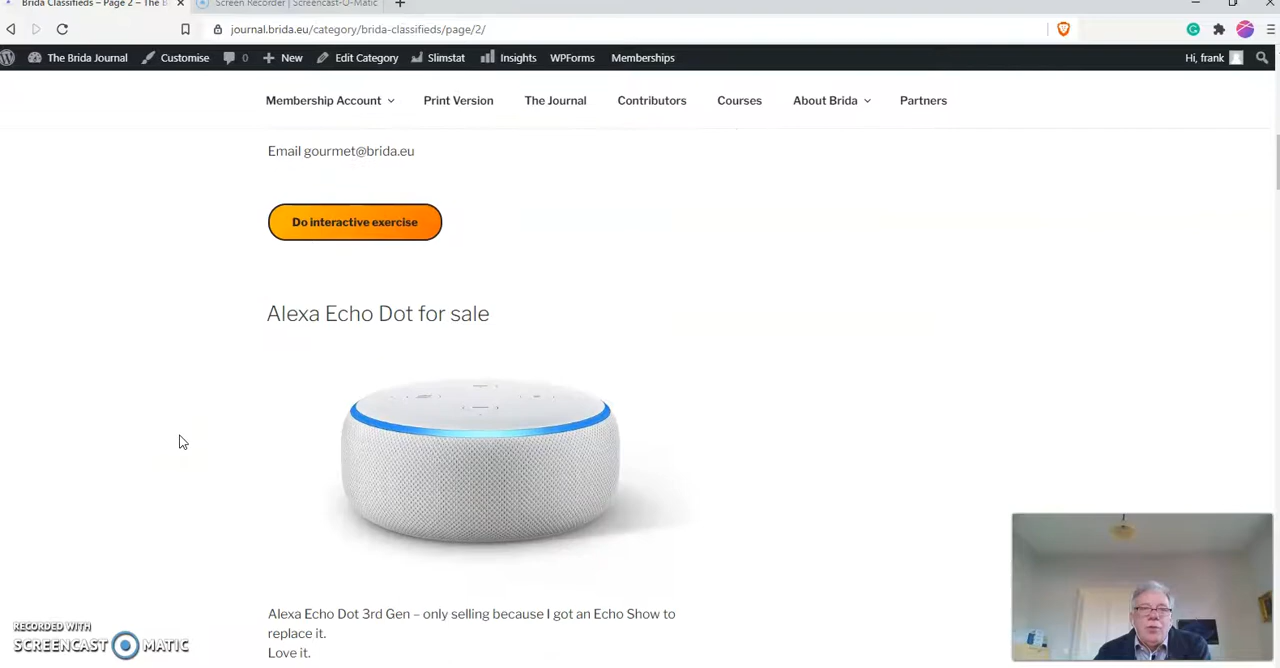 Brida Classifieds – Page 2 – The B
Screen Recorder | Screencast-O-Matic
journal.brida.eu/category/brida-classifieds/page/2/
The Brida Journal Customise 0 New Edit Category Slimstat Insights WPForms Memberships Hi, frank
Membership Account Print Version The Journal Contributors Courses About Brida Partners
Email gourmet@brida.eu
Do interactive exercise
Alexa Echo Dot for sale
Alexa Echo Dot 3rd Gen – only selling because I got an Echo Show to
replace it.
Love it.
RECORDED WITH
SCREENCAST MATIC